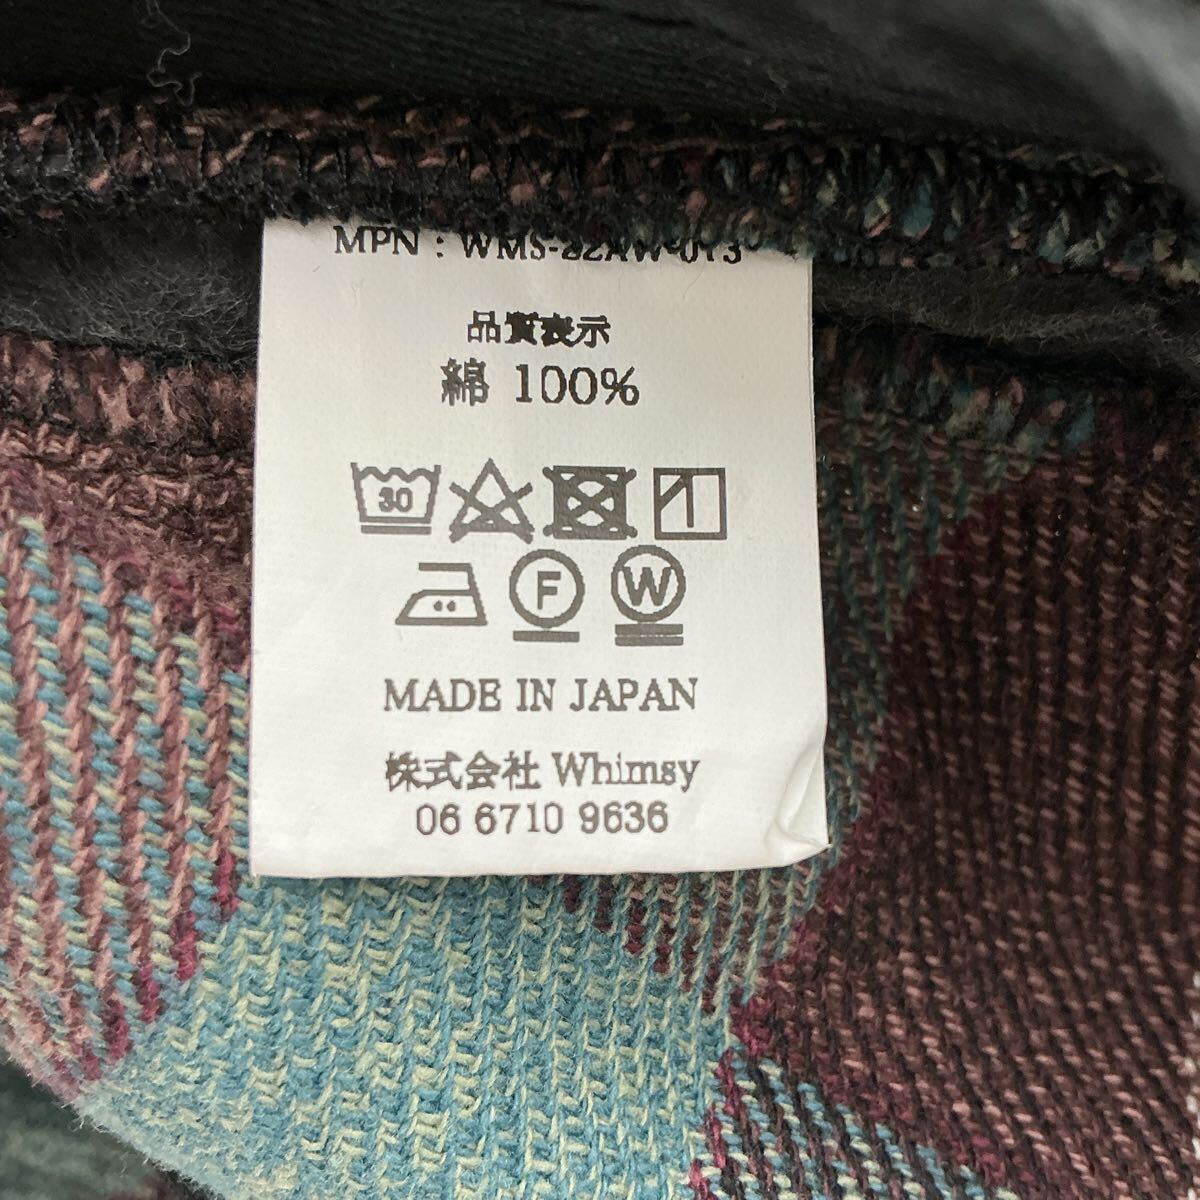 MPN : WMS-22AW-013
品質表示
綿 100%
30
F W
MADE IN JAPAN
株式会社 Whimsy
06 6710 9636